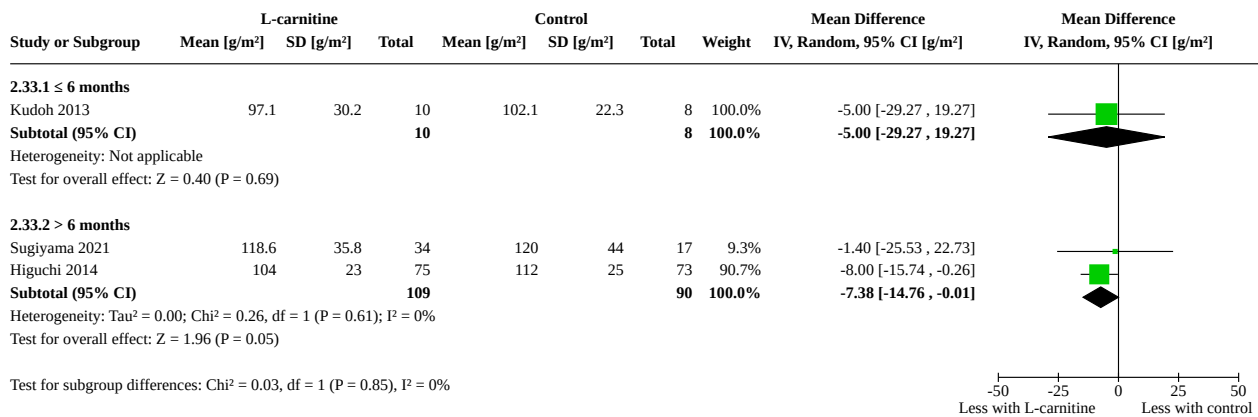 L-carnitine Control Mean Difference Mean Difference
Study or Subgroup Mean [g/m²] SD [g/m²] Total Mean [g/m²] SD [g/m²] Total Weight IV, Random, 95% CI [g/m²] IV, Random, 95% CI [g/m²]
2.33.1 ≤ 6 months
Kudoh 2013 97.1 30.2 10 102.1 22.3 8 100.0% -5.00 [-29.27 , 19.27]
Subtotal (95% CI) 10 8 100.0% -5.00 [-29.27 , 19.27]
Heterogeneity: Not applicable
Test for overall effect: Z = 0.40 (P = 0.69)
2.33.2 > 6 months
Sugiyama 2021 118.6 35.8 34 120 44 17 9.3% -1.40 [-25.53 , 22.73]
Higuchi 2014 104 23 75 112 25 73 90.7% -8.00 [-15.74 , -0.26]
Subtotal (95% CI) 109 90 100.0% -7.38 [-14.76 , -0.01]
Heterogeneity: Tau² = 0.00; Chi² = 0.26, df = 1 (P = 0.61); I² = 0%
Test for overall effect: Z = 1.96 (P = 0.05)
Test for subgroup differences: Chi² = 0.03, df = 1 (P = 0.85), I² = 0%
-50 -25 0 25 50
Less with L-carnitine Less with control